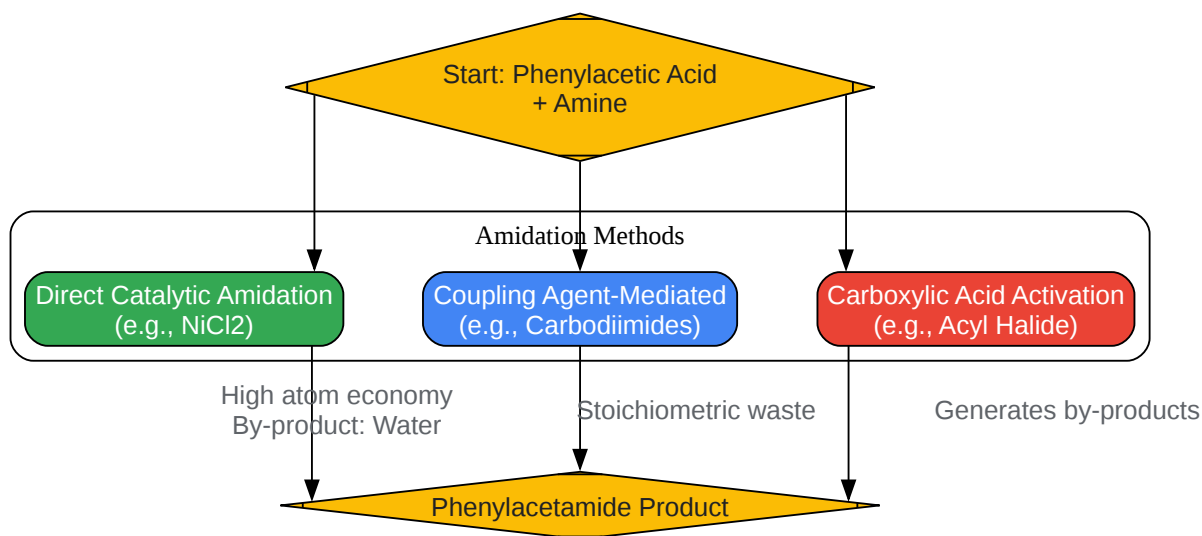 Start: Phenylacetic Acid
+ Amine
Amidation Methods
Direct Catalytic Amidation
(e.g., NiCl2)
Coupling Agent-Mediated
(e.g., Carbodiimides)
Carboxylic Acid Activation
(e.g., Acyl Halide)
High atom economy
By-product: Water
Stoichiometric waste
Generates by-products
Phenylacetamide Product